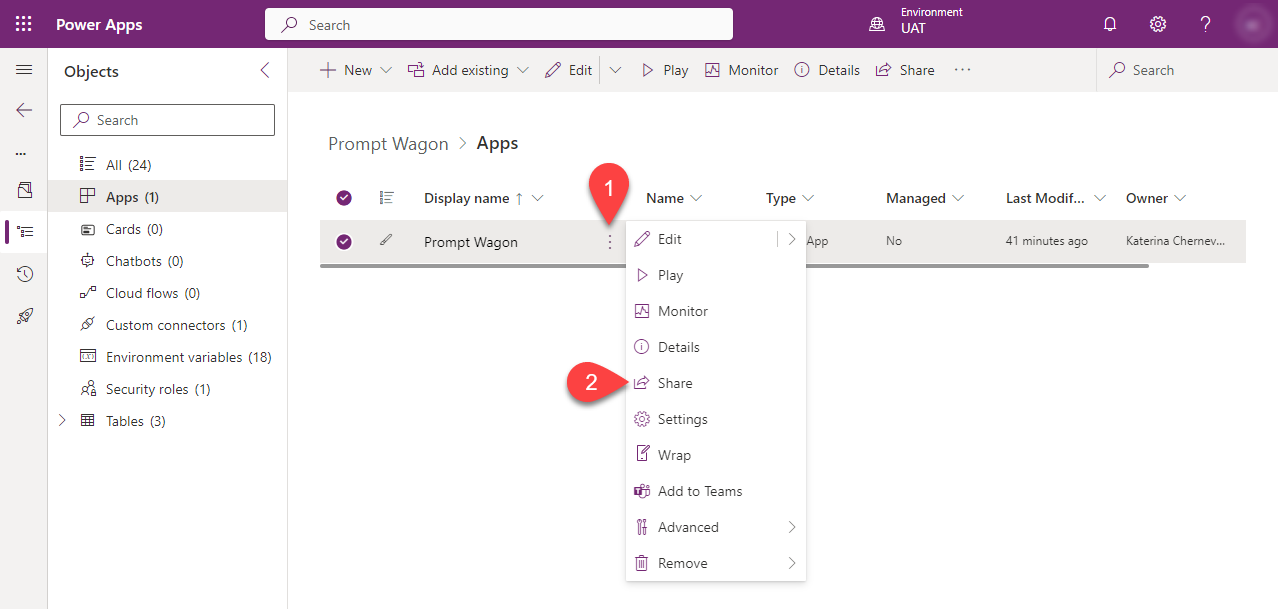 Power Apps
Search
Environment
UAT
Objects
New
Add existing
Edit
Play
Monitor
Details
Share
Search
Search
All (24)
Apps (1)
Cards (0)
Chatbots (0)
Cloud flows (0)
Custom connectors (1)
Environment variables (18)
Security roles (1)
Tables (3)
Prompt Wagon > Apps
Display name ↑
Name
Type
Managed
Last Modif...
Owner
1
Prompt Wagon
App
No
41 minutes ago
Katerina Chernev...
Edit
Play
Monitor
Details
2
Share
Settings
Wrap
Add to Teams
Advanced
Remove